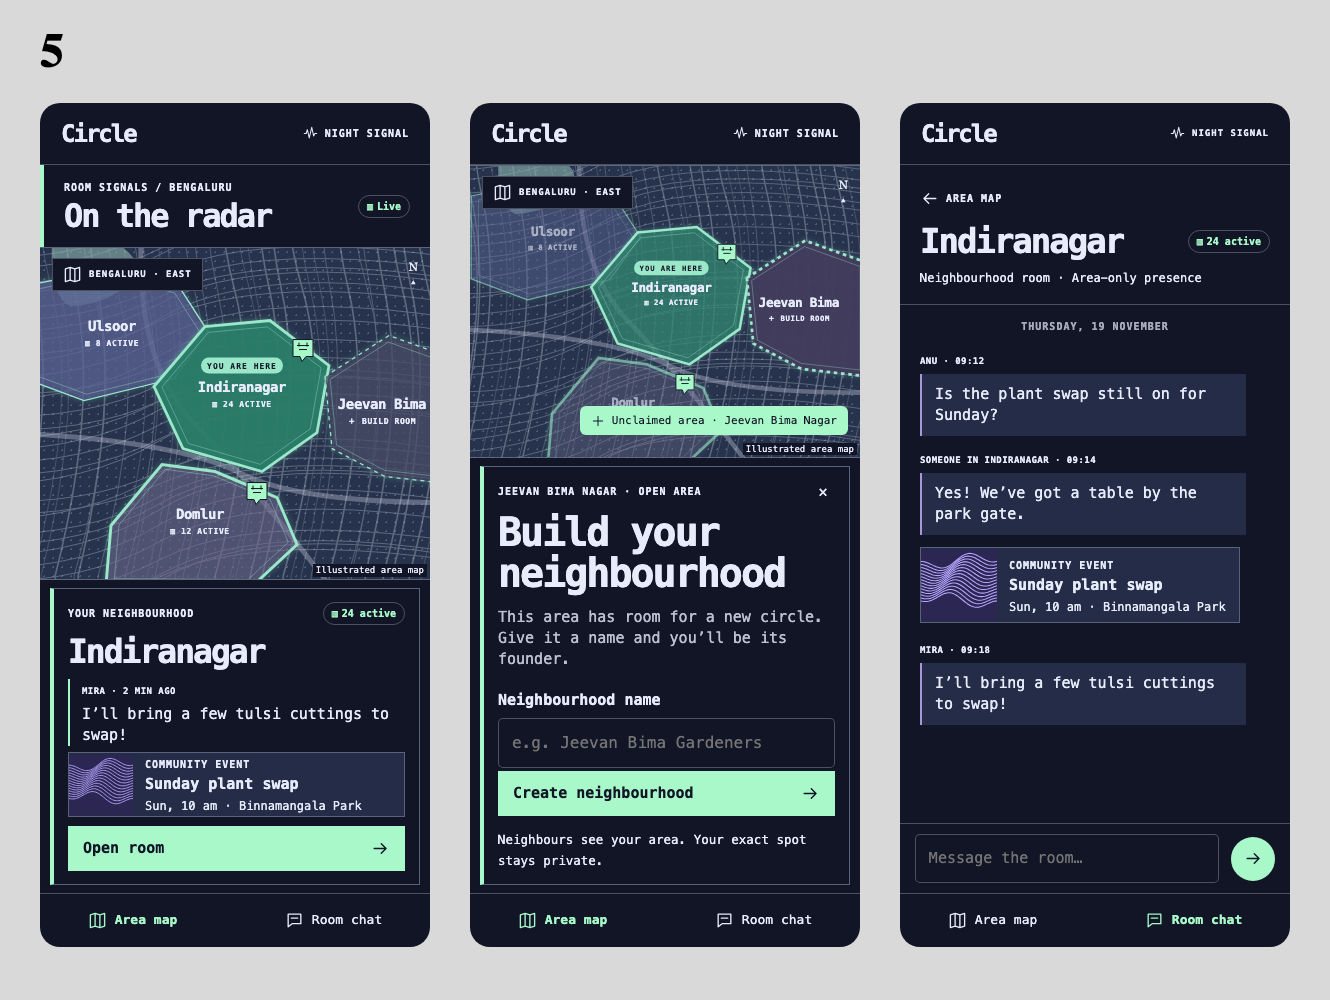 5
Circle
NIGHT SIGNAL
ROOM SIGNALS / BENGALURU
On the radar
Live
BENGALURU · EAST
N
Ulsoor
8 ACTIVE
YOU ARE HERE
Indiranagar
24 ACTIVE
Jeevan Bima
+ BUILD ROOM
Domlur
12 ACTIVE
Illustrated area map
YOUR NEIGHBOURHOOD
24 active
Indiranagar
MIRA · 2 MIN AGO
I’ll bring a few tulsi cuttings to
swap!
COMMUNITY EVENT
Sunday plant swap
Sun, 10 am · Binnamangala Park
Open room
Area map
Room chat
Circle
NIGHT SIGNAL
BENGALURU · EAST
N
Ulsoor
8 ACTIVE
YOU ARE HERE
Indiranagar
24 ACTIVE
Jeevan Bima
+ BUILD ROOM
Domlur
Unclaimed area · Jeevan Bima Nagar
Illustrated area map
JEEVAN BIMA NAGAR · OPEN AREA
×
Build your
neighbourhood
This area has room for a new circle.
Give it a name and you’ll be its
founder.
Neighbourhood name
e.g. Jeevan Bima Gardeners
Create neighbourhood
Neighbours see your area. Your exact spot
stays private.
Area map
Room chat
Circle
NIGHT SIGNAL
AREA MAP
Indiranagar
24 active
Neighbourhood room · Area-only presence
THURSDAY, 19 NOVEMBER
ANU · 09:12
Is the plant swap still on for
Sunday?
SOMEONE IN INDIRANAGAR · 09:14
Yes! We’ve got a table by the
park gate.
COMMUNITY EVENT
Sunday plant swap
Sun, 10 am · Binnamangala Park
MIRA · 09:18
I’ll bring a few tulsi cuttings
to swap!
Message the room…
Area map
Room chat